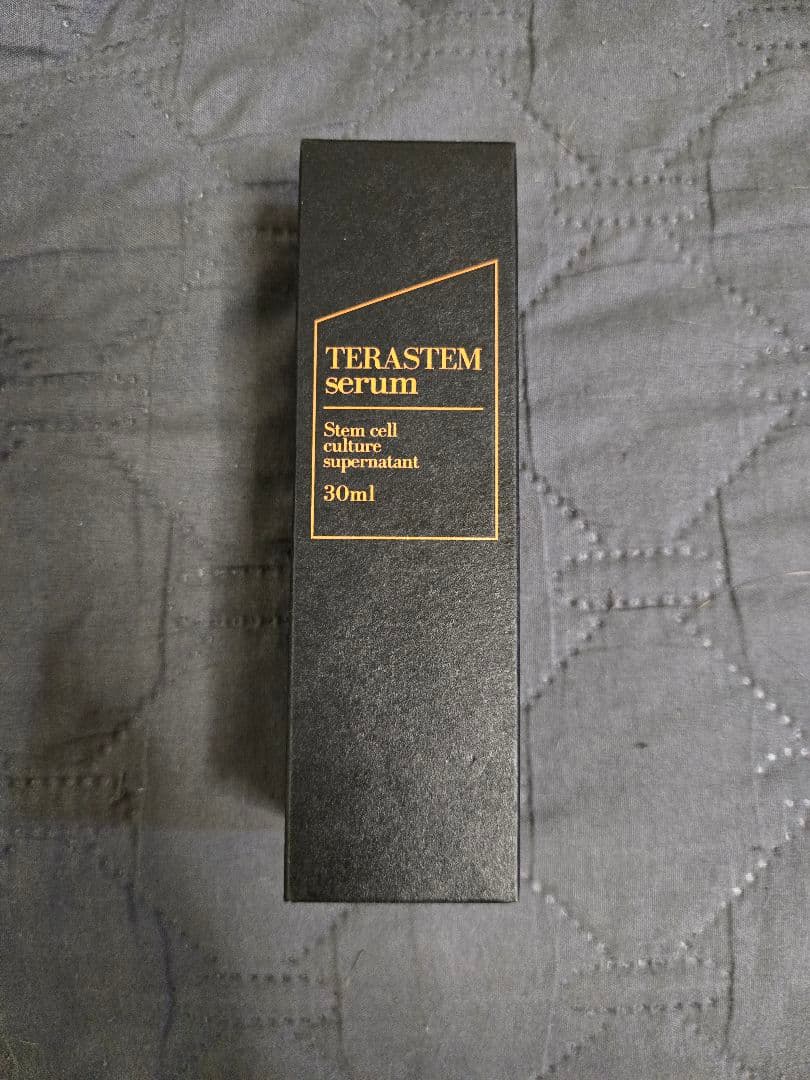 TERASTEM
serum
Stem cell
culture
supernatant
30ml